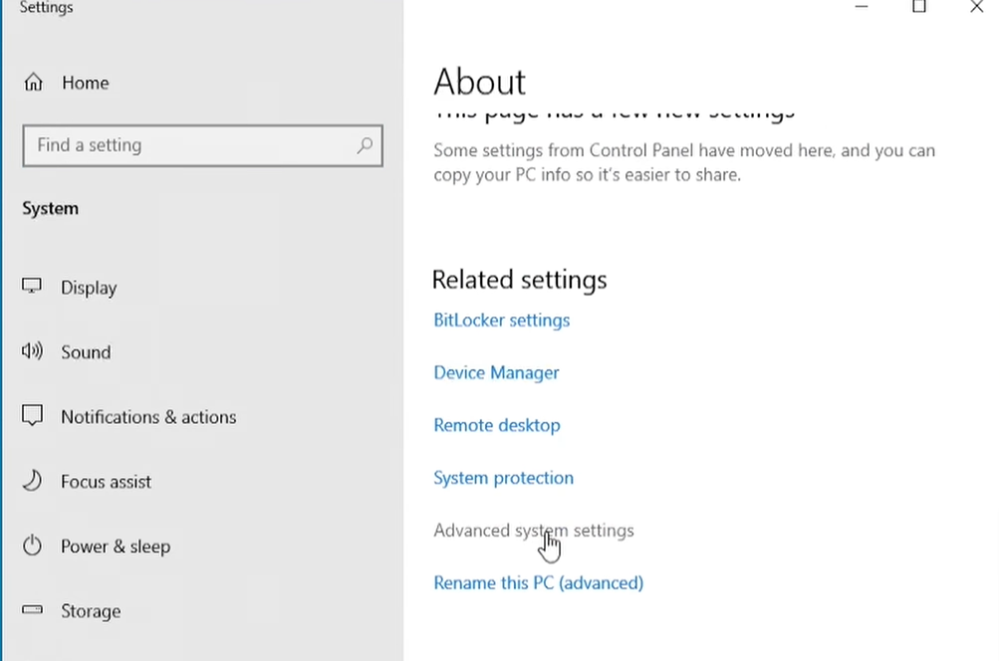 Settings
Home
Find a setting
System
Display
Sound
Notifications & actions
Focus assist
Power & sleep
Storage
About
This page has a few new settings
Some settings from Control Panel have moved here, and you can
copy your PC info so it's easier to share.
Related settings
BitLocker settings
Device Manager
Remote desktop
System protection
Advanced system settings
Rename this PC (advanced)